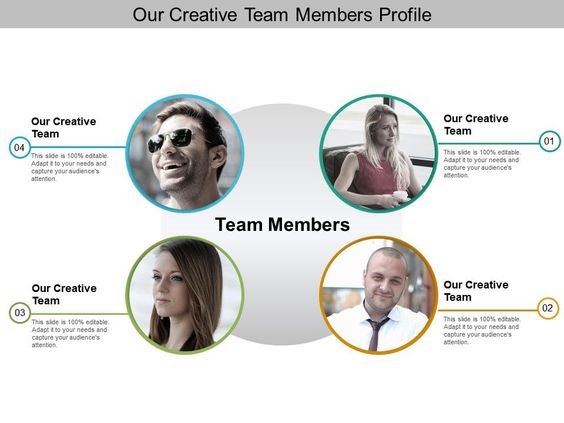 Our Creative Team Members Profile
Our Creative
Team
04
This slide is 100% editable.
Adapt it to your needs and
capture your audience's
attention.
Our Creative
Team
01
This slide is 100% editable.
Adapt it to your needs and
capture your audience's
attention.
Team Members
Our Creative
Team
03
This slide is 100% editable.
Adapt it to your needs and
capture your audience's
attention.
Our Creative
Team
02
This slide is 100% editable.
Adapt it to your needs and
capture your audience's
attention.